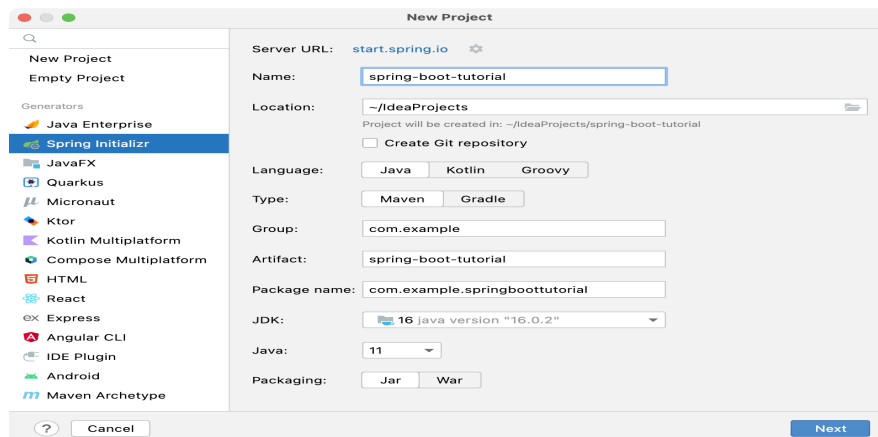 New Project
New Project
Empty Project
Generators
Java Enterprise
Spring Initializr
JavaFX
Quarkus
Micronaut
Ktor
Kotlin Multiplatform
Compose Multiplatform
HTML
React
Express
Angular CLI
IDE Plugin
Android
Maven Archetype
Server URL: start.spring.io
Name: spring-boot-tutorial
Location: ~/IdeaProjects
Project will be created in: ~/IdeaProjects/spring-boot-tutorial
Create Git repository
Language: Java Kotlin Groovy
Type: Maven Gradle
Group: com.example
Artifact: spring-boot-tutorial
Package name: com.example.springboottutorial
JDK: 16 java version "16.0.2"
Java: 11
Packaging: Jar War
? Cancel Next